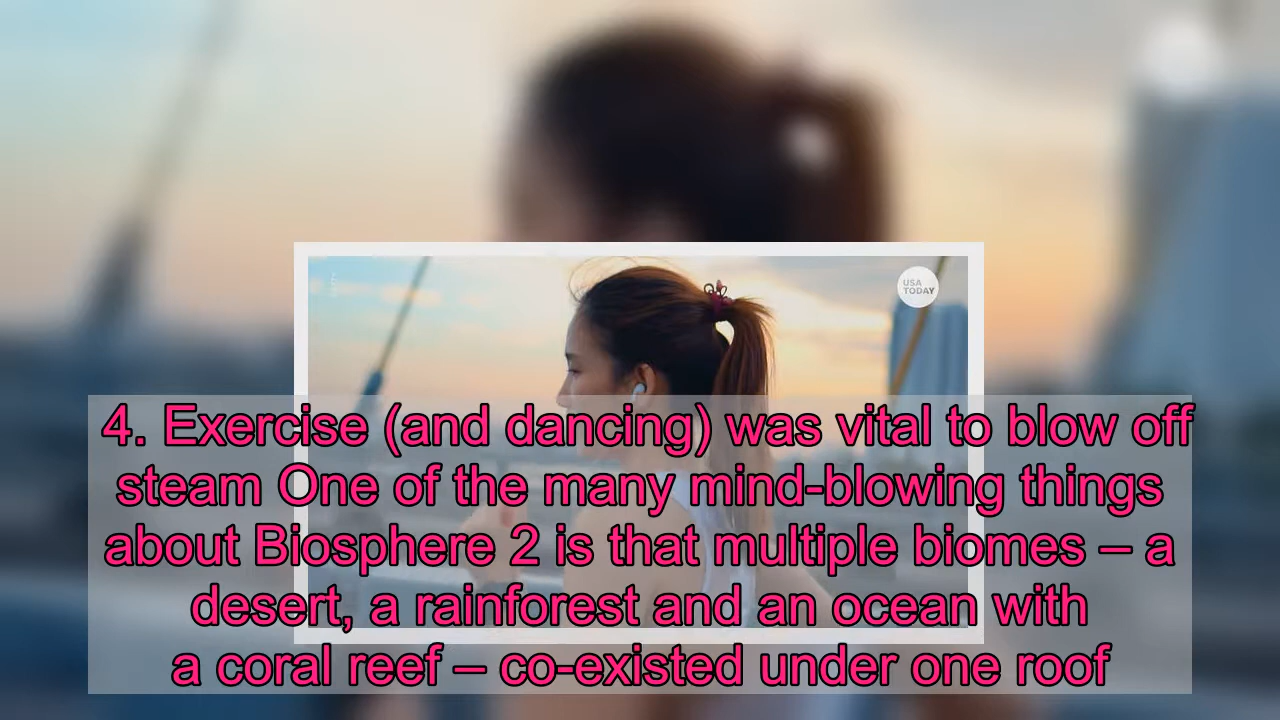 USA
TODAY
4. Exercise (and dancing) was vital to blow off
steam One of the many mind-blowing things
about Biosphere 2 is that multiple biomes – a
desert, a rainforest and an ocean with
a coral reef – co-existed under one roof